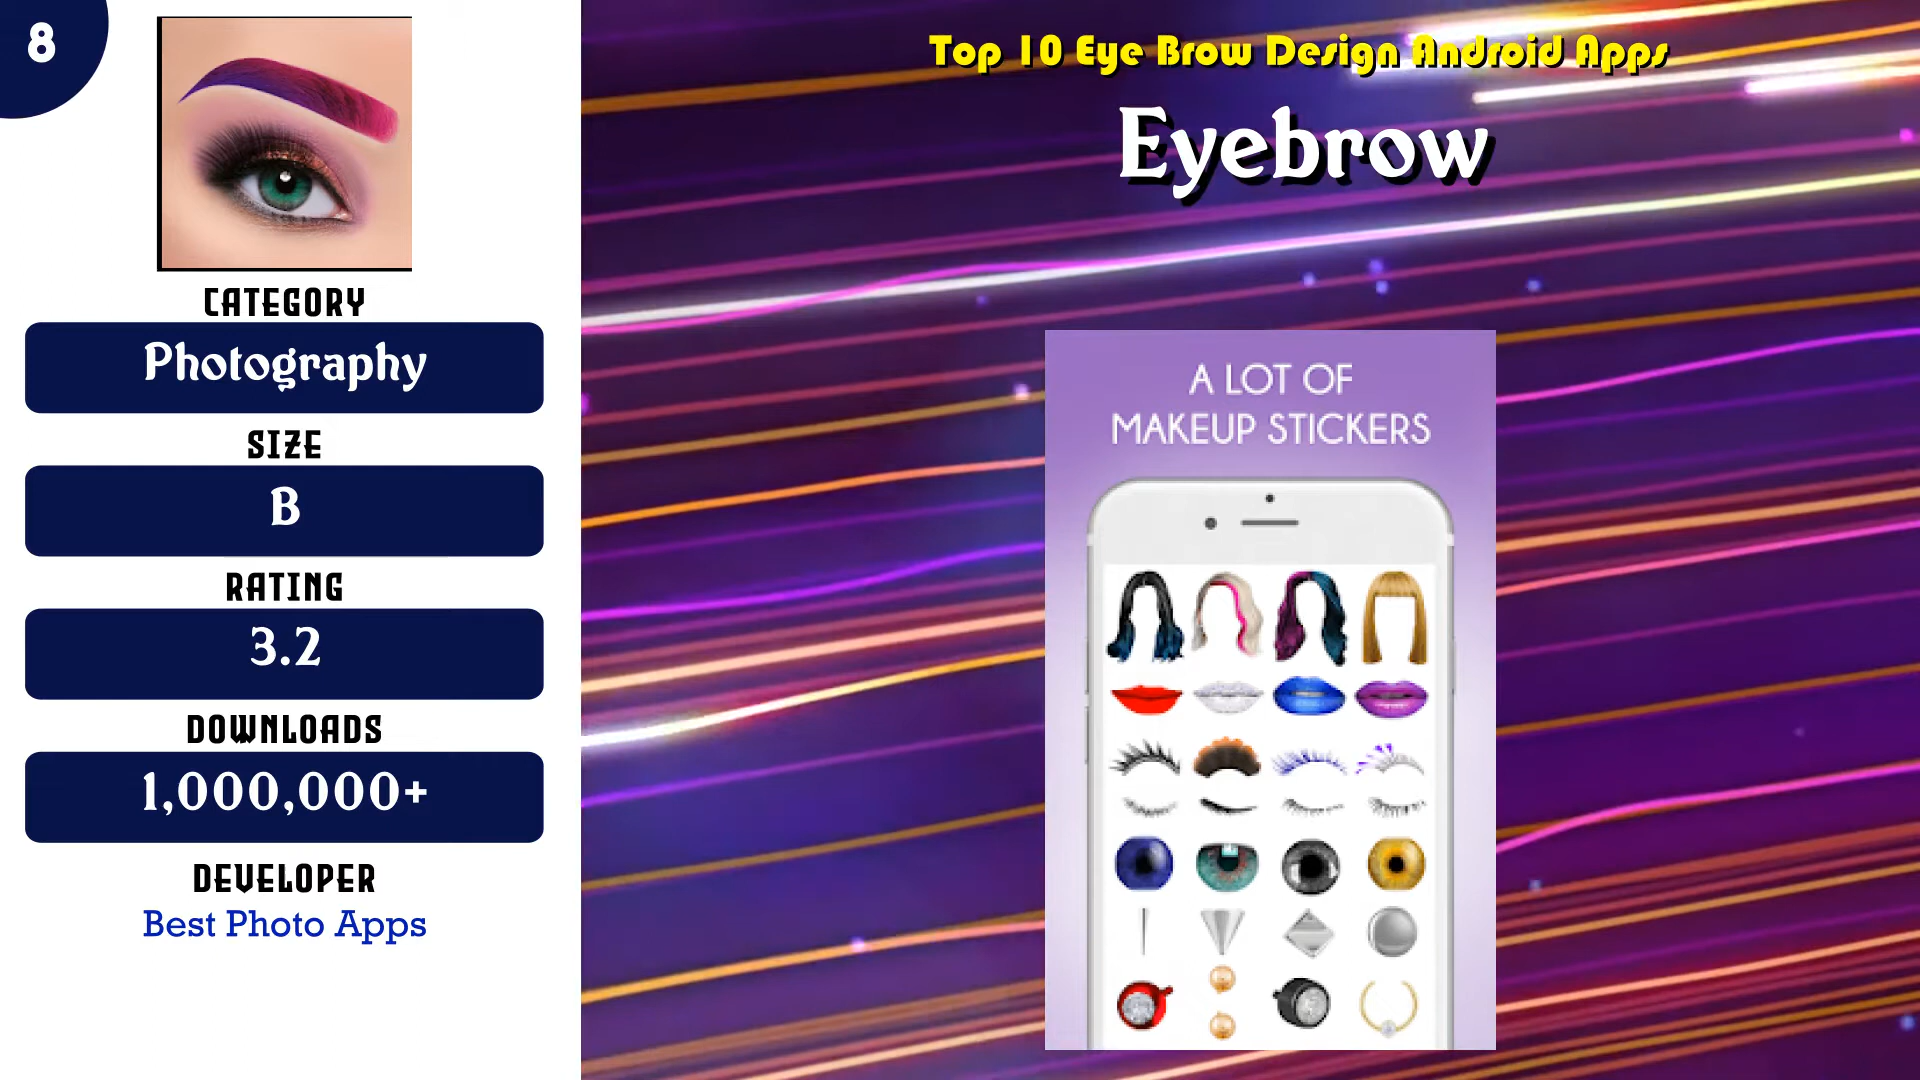 8
CATEGORY
Photography
SIZE
B
RATING
3.2
DOWNLOADS
1,000,000+
DEVELOPER
Best Photo Apps
Top 10 Eye Brow Design Android Apps
Eyebrow
A LOT OF
MAKEUP STICKERS